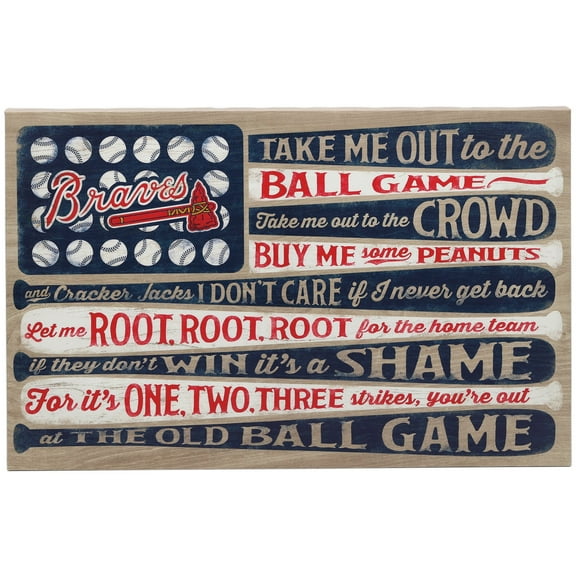 Braves
TAKE ME OUT to the
BALL GAME
Take me out to the CROWD
BUY ME some PEANUTS
and Cracker Jacks I DON'T CARE if I never get back
Let me ROOT, ROOT, ROOT for the home team
if they don't WIN it's a SHAME
For it's ONE, TWO, THREE strikes, you're out
at THE OLD BALL GAME